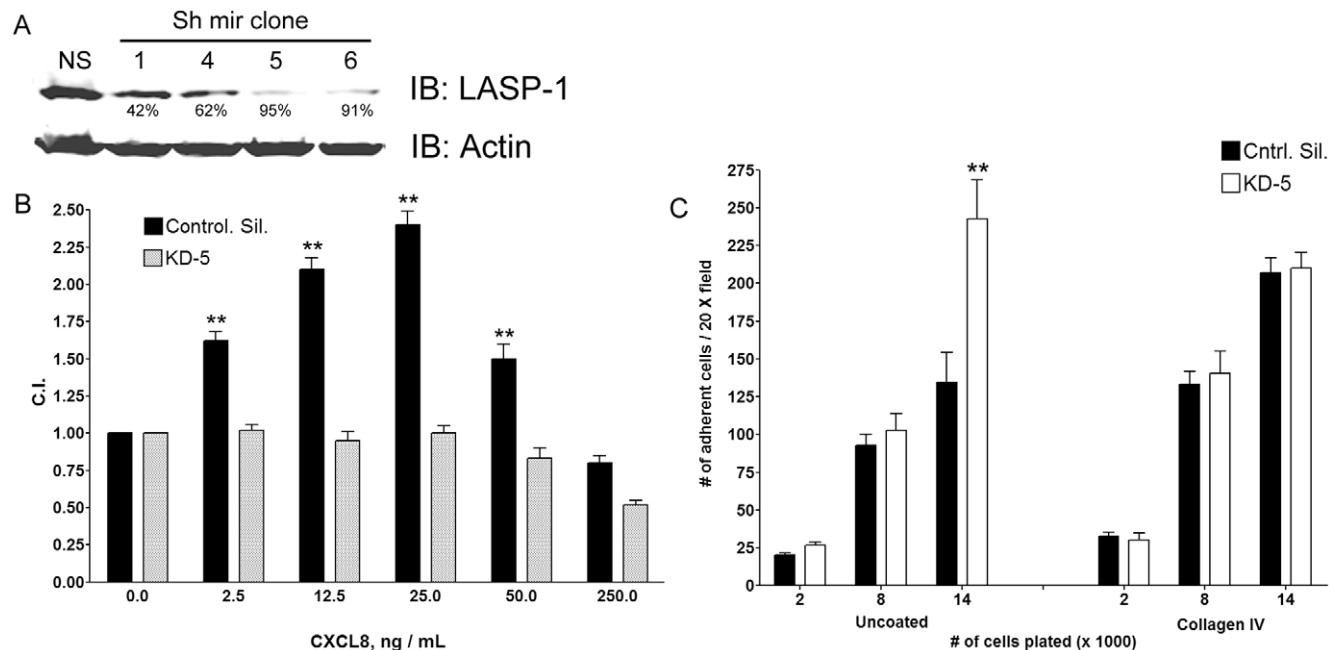 A
Sh mir clone
NS 1 4 5 6
IB: LASP-1
42% 62% 95% 91%
IB: Actin
B
Control. Sil.
KD-5
C.I.
2.50
2.25
2.00
1.75
1.50
1.25
1.00
0.75
0.50
0.25
0.00
** ** ** **
0.0 2.5 12.5 25.0 50.0 250.0
CXCL8, ng / mL
C
Cntrl. Sil.
KD-5
# of adherent cells / 20 X field
275
250
225
200
175
150
125
100
75
50
25
0
**
2 8 14 2 8 14
Uncoated Collagen IV
# of cells plated (x 1000)